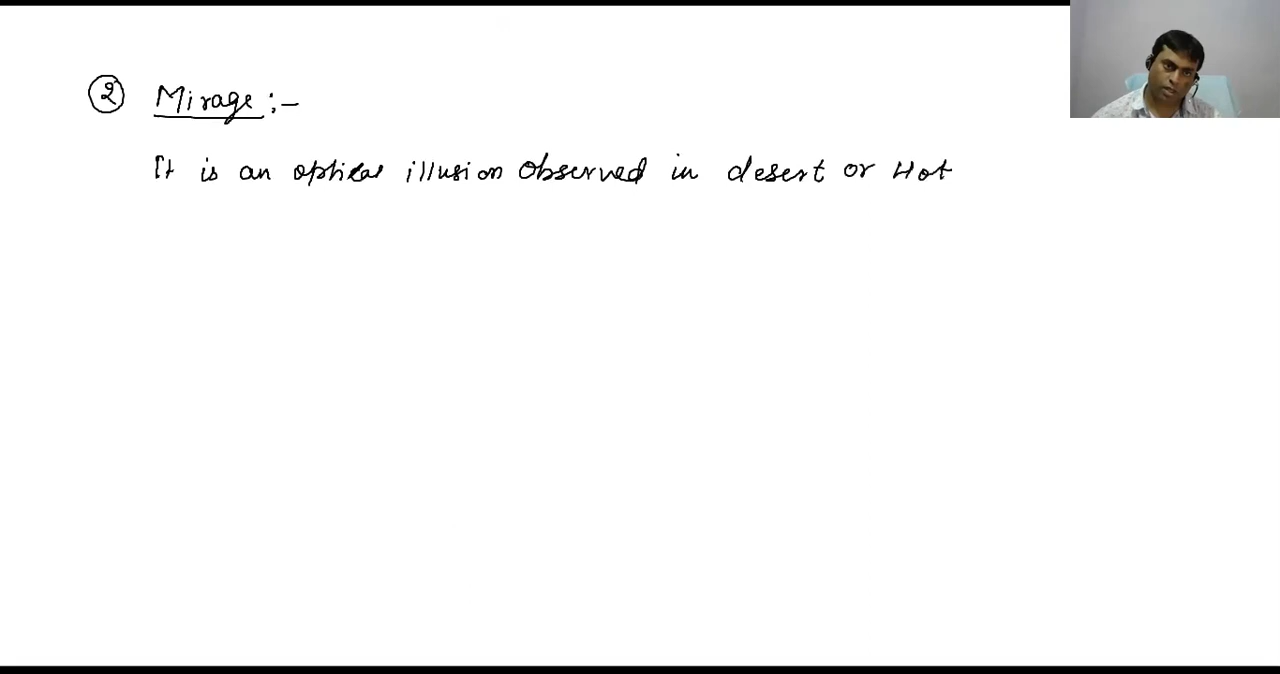 ② Mirage :-
It is an optical illusion Observed in desert or Hot